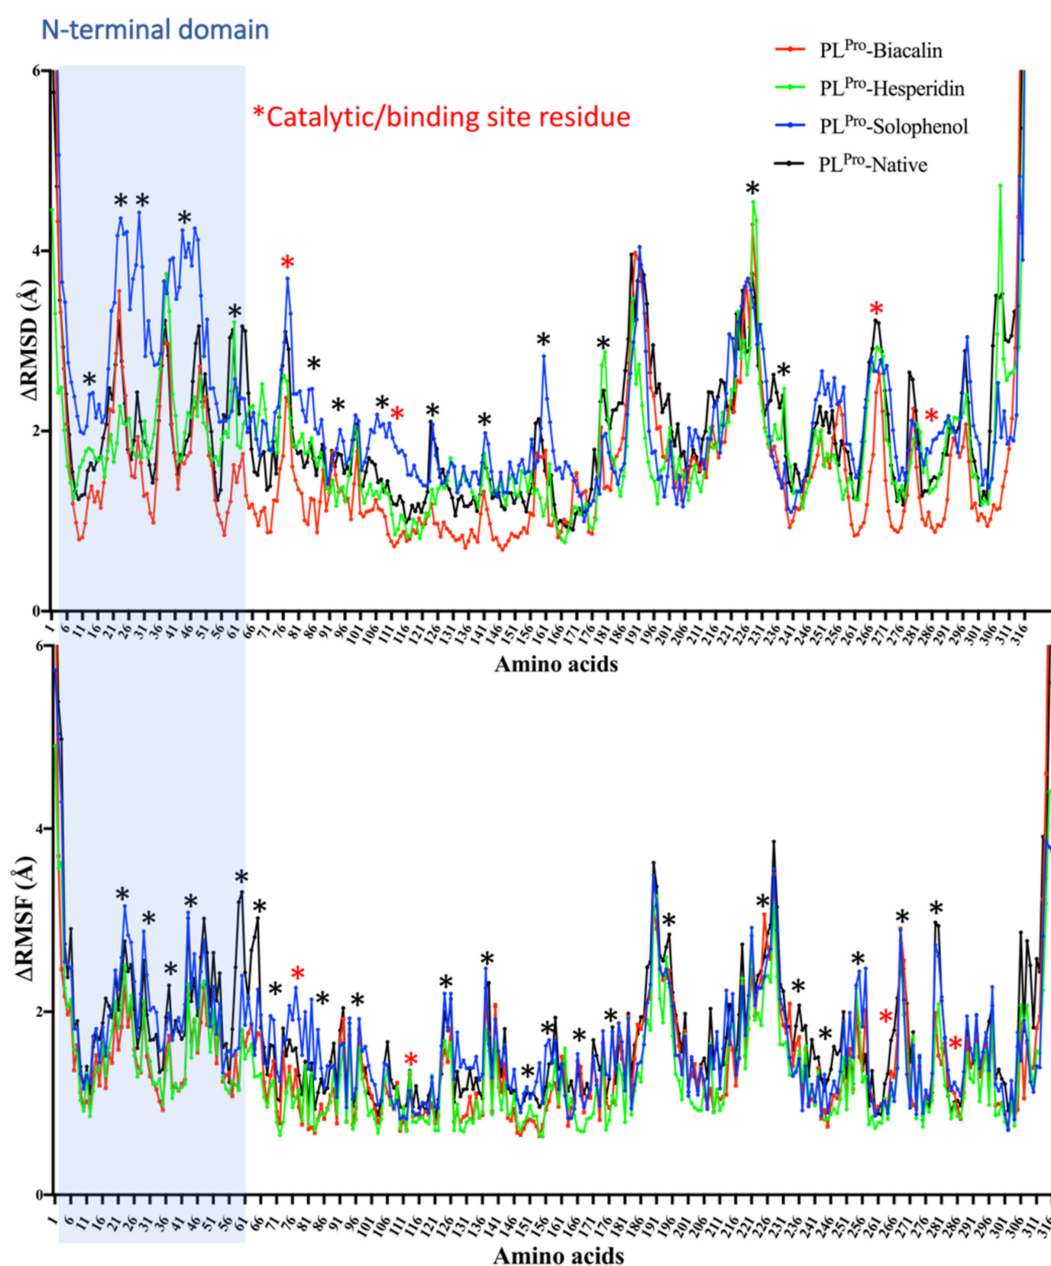 N-terminal domain
*Catalytic/binding site residue
PLPro-Biacalin
PLPro-Hesperidin
PLPro-Solophenol
PLPro-Native
ΔRMSD (Å)
6
4
2
0
1 6 11 16 21 26 31 36 41 46 51 56 61 66 71 76 81 86 91 96 101 106 111 116 121 126 131 136 141 146 151 156 161 166 171 176 181 186 191 196 201 206 211 216 221 226 231 236 241 246 251 256 261 266 271 276 281 286 291 296 301 306 311 316
Amino acids
ΔRMSF (Å)
6
4
2
0
1 6 11 16 21 26 31 36 41 46 51 56 61 66 71 76 81 86 91 96 101 106 111 116 121 126 131 136 141 146 151 156 161 166 171 176 181 186 191 196 201 206 211 216 221 226 231 236 241 246 251 256 261 266 271 276 281 286 291 296 301 306 311 316
Amino acids